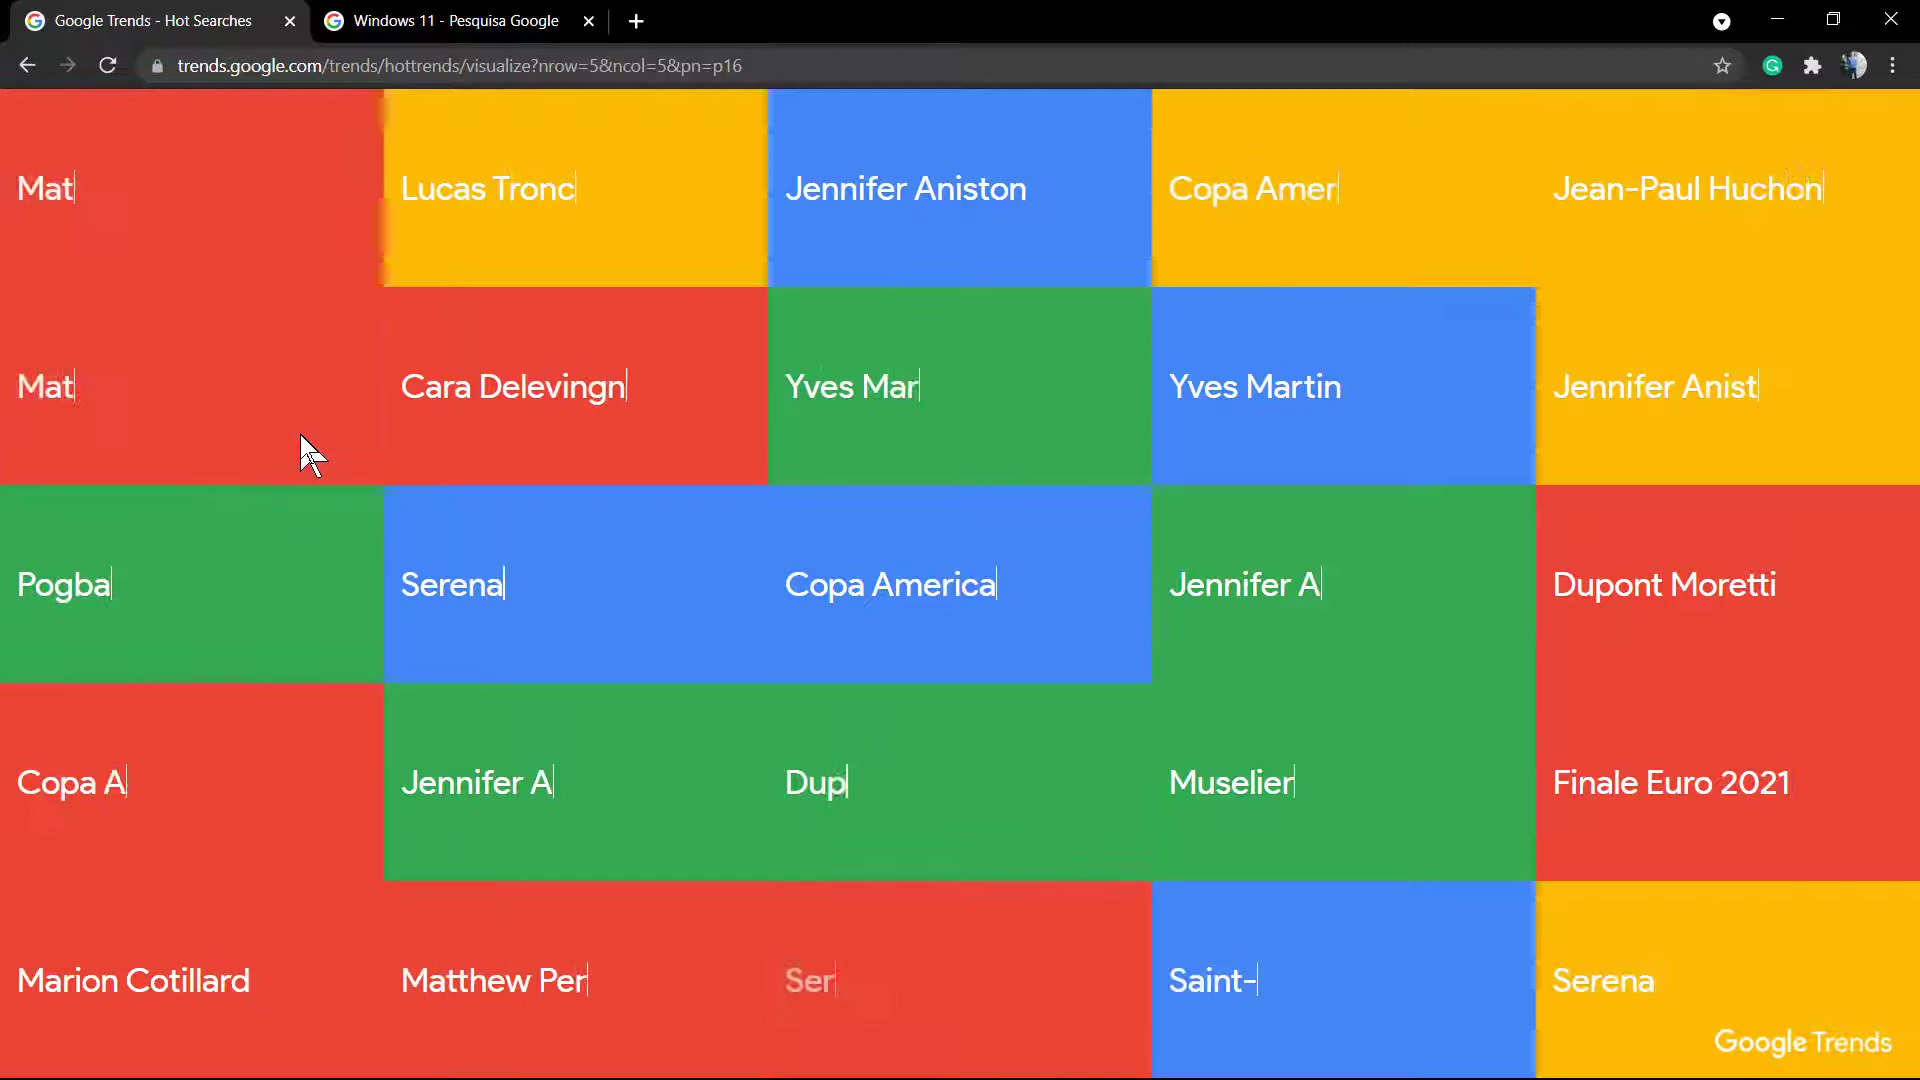 Google Trends - Hot Searches
Windows 11 - Pesquisa Google
trends.google.com/trends/hottrends/visualize?nrow=5&ncol=5&pn=p16
Mat
Lucas Tronc
Jennifer Aniston
Copa Amer
Jean-Paul Huchon
Mat
Cara Delevingn
Yves Mar
Yves Martin
Jennifer Anist
Pogba
Serena
Copa America
Jennifer A
Dupont Moretti
Copa A
Jennifer A
Dup
Muselier
Finale Euro 2021
Marion Cotillard
Matthew Per
Ser
Saint-
Serena
Google Trends